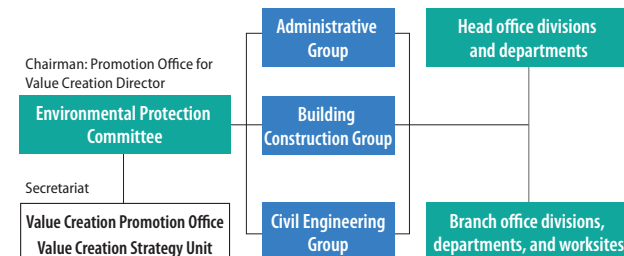 Administrative
Group
Head office divisions
and departments
Chairman: Promotion Office for
Value Creation Director
Environmental Protection
Committee
Building
Construction Group
Secretariat
Value Creation Promotion Office
Value Creation Strategy Unit
Civil Engineering
Group
Branch office divisions,
departments, and worksites